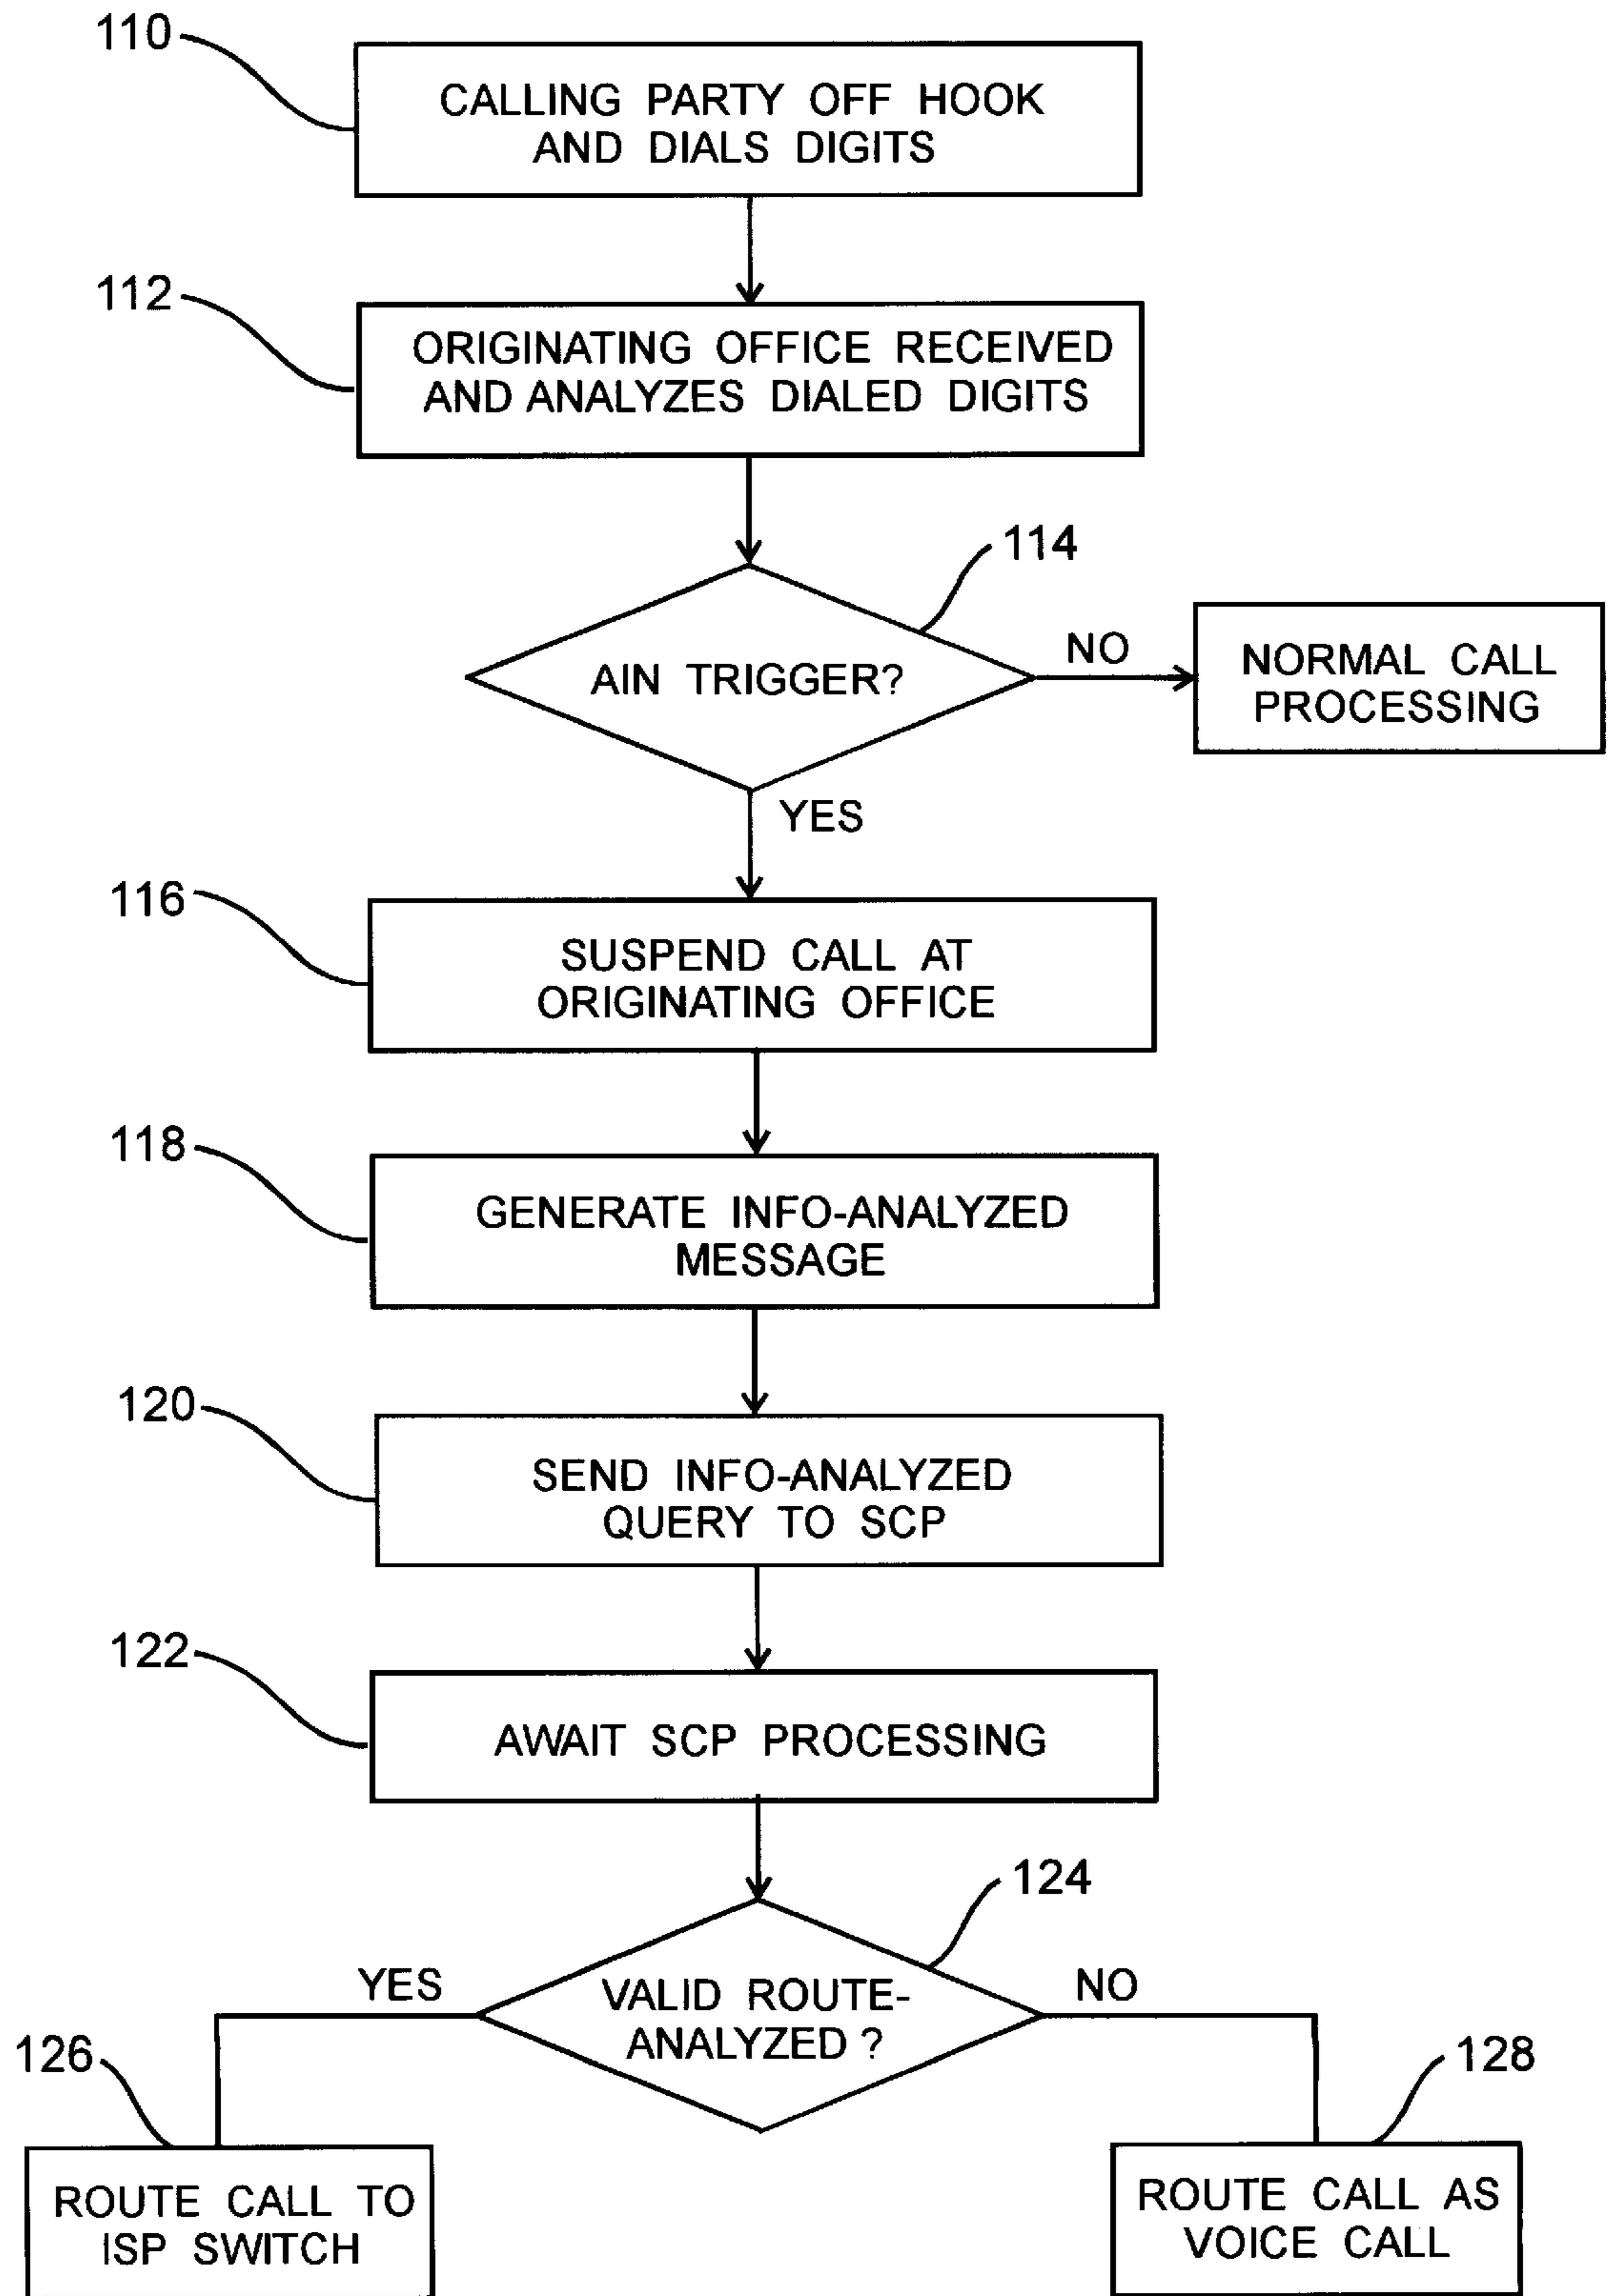 110
CALLING PARTY OFF HOOK
AND DIALS DIGITS
112
ORIGINATING OFFICE RECEIVED
AND ANALYZES DIALED DIGITS
114
AIN TRIGGER?
NO
NORMAL CALL
PROCESSING
YES
116
SUSPEND CALL AT
ORIGINATING OFFICE
118
GENERATE INFO-ANALYZED
MESSAGE
120
SEND INFO-ANALYZED
QUERY TO SCP
122
AWAIT SCP PROCESSING
124
YES
VALID ROUTE-
ANALYZED ?
NO
126
128
ROUTE CALL TO
ISP SWITCH
ROUTE CALL AS
VOICE CALL